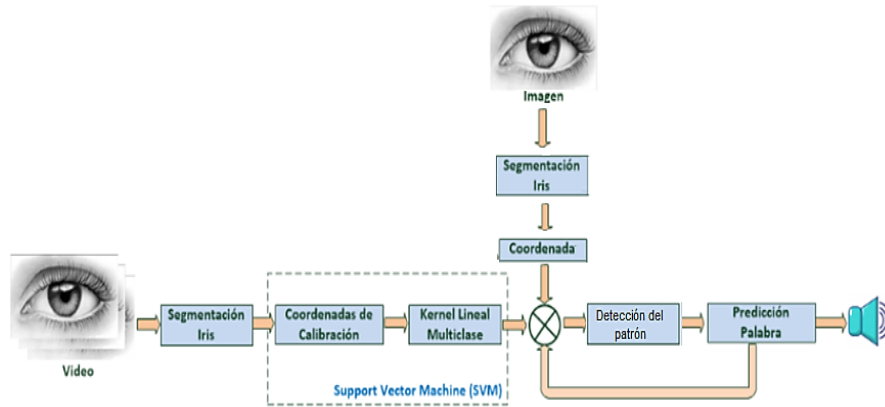 Imagen
Segmentación
Iris
Coordenada
Video
Segmentación
Iris
Coordenadas de
Calibración
Kernel Lineal
Multiclase
Support Vector Machine (SVM)
Detección del
patrón
Predicción
Palabra